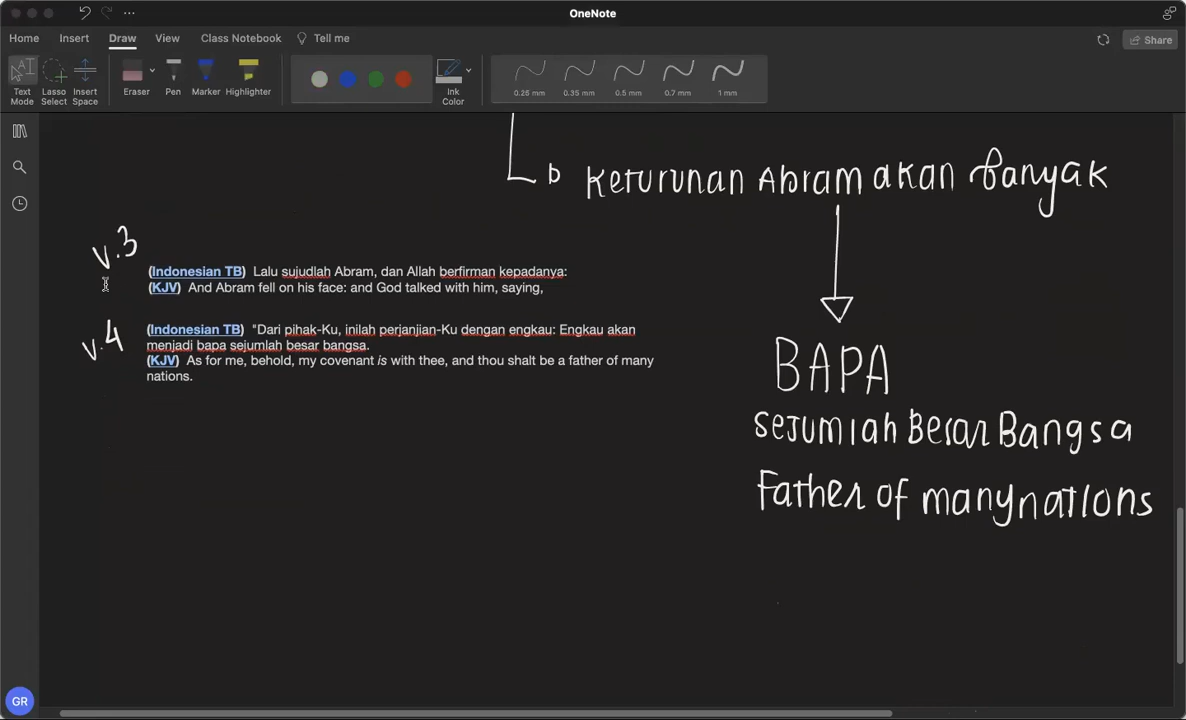 OneNote
Home Insert Draw View Class Notebook Tell me
Share
Text Mode
Lasso Select
Insert Space
Eraser
Pen
Marker
Highlighter
Ink Color
0.25 mm 0.35 mm 0.5 mm 0.7 mm 1 mm
b Keturunan Abram akan banyak
v.3
(Indonesian TB) Lalu sujudlah Abram, dan Allah berfirman kepadanya:
(KJV) And Abram fell on his face: and God talked with him, saying,
v.4
(Indonesian TB) "Dari pihak-Ku, inilah perjanjian-Ku dengan engkau: Engkau akan
menjadi bapa sejumlah besar bangsa.
(KJV) As for me, behold, my covenant is with thee, and thou shalt be a father of many
nations.
BAPA
Sejumlah Besar Bangsa
Father of many nations
GR